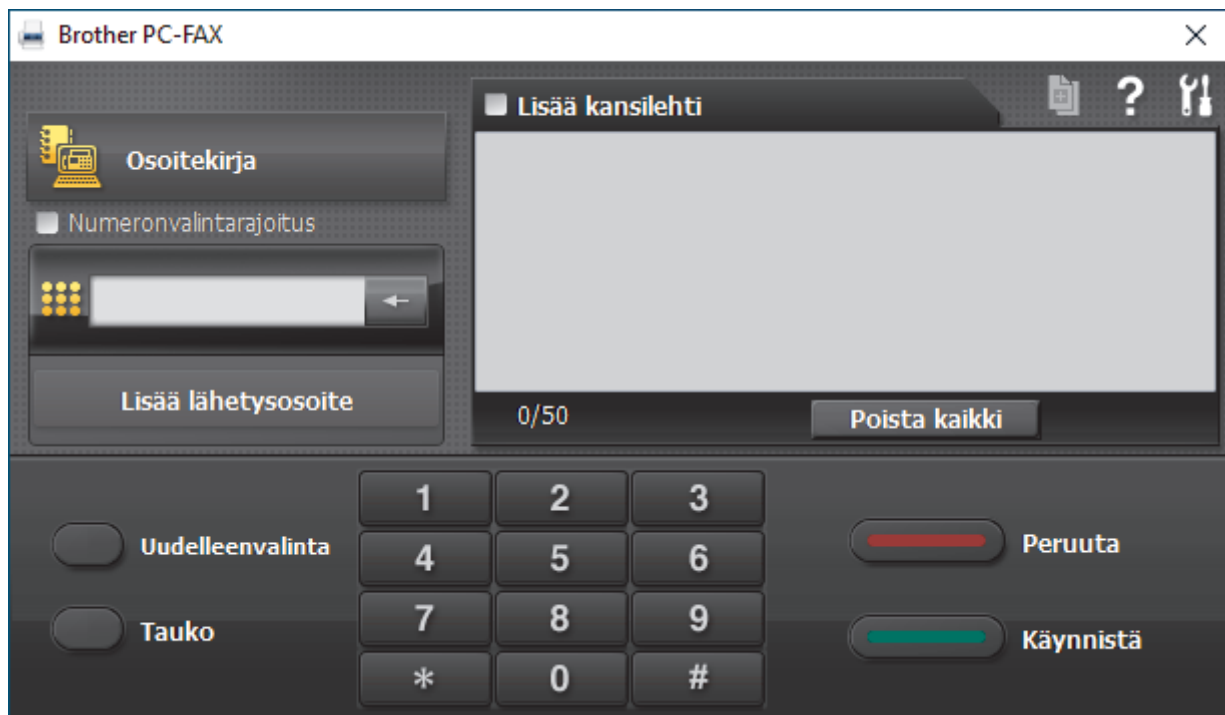 Brother PC-FAX
Lisää kansilehti
?
Osoitekirja
Numeronvalintarajoitus
Lisää lähetysosoite
0/50
Poista kaikki
1 2 3
4 5 6
7 8 9
* 0 #
Uudelleenvalinta
Tauko
Peruuta
Käynnistä